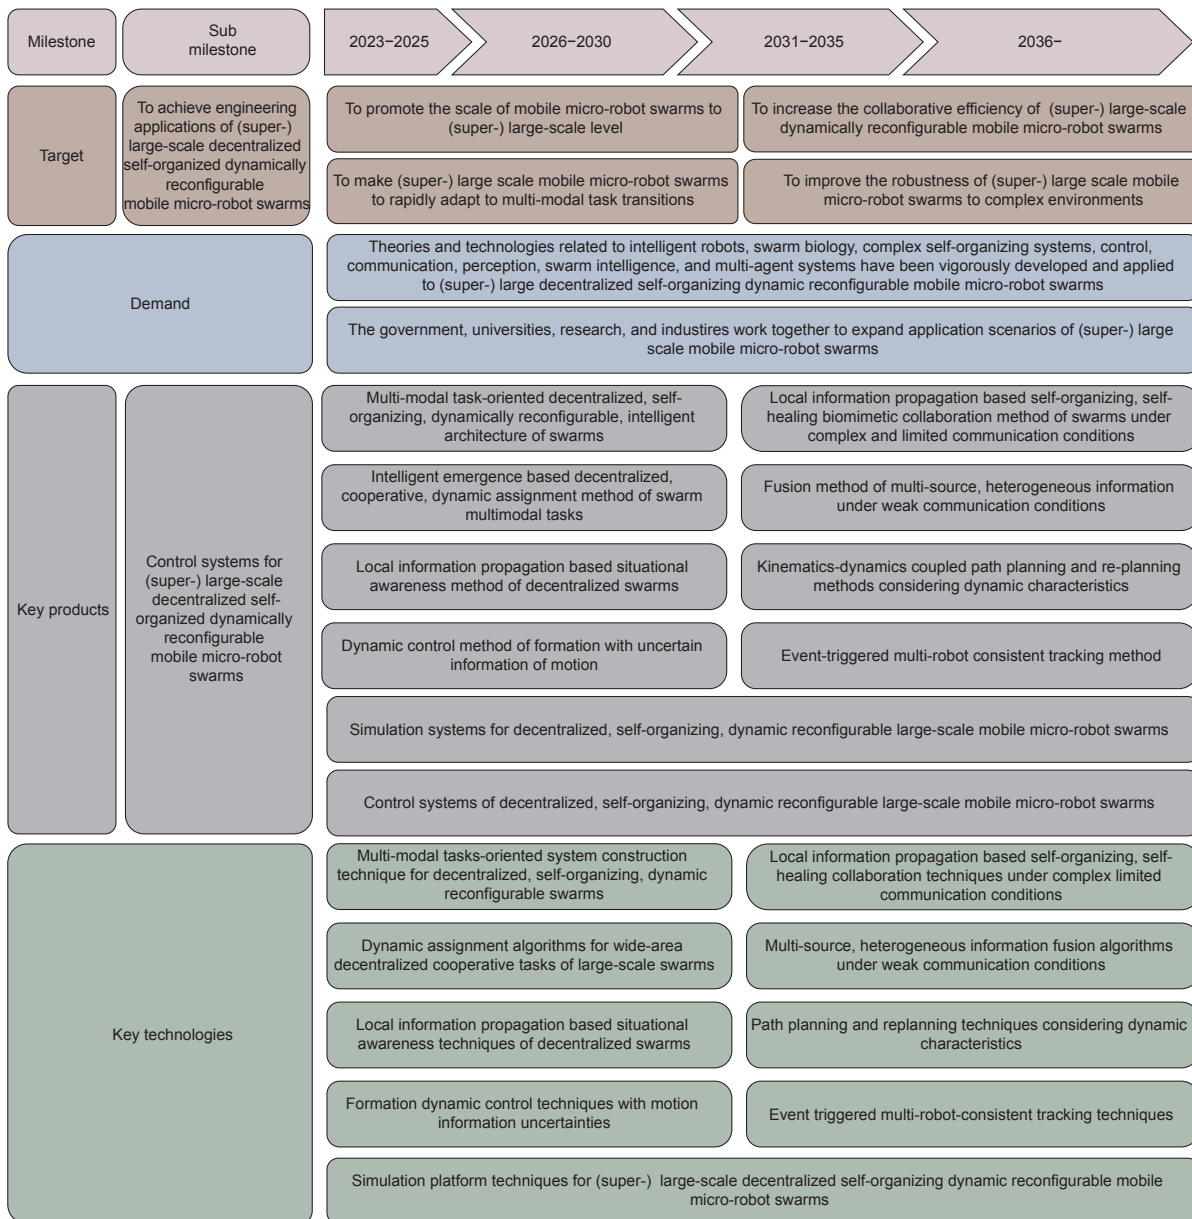 Milestone
Sub
milestone
2023–2025
2026–2030
2031–2035
2036–
Target
To achieve engineering
applications of (super-)
large-scale decentralized
self-organized dynamically
reconfigurable
mobile micro-robot swarms
To promote the scale of mobile micro-robot swarms to
(super-) large-scale level
To increase the collaborative efficiency of (super-) large-scale
dynamically reconfigurable mobile micro-robot swarms
To make (super-) large scale mobile micro-robot swarms
to rapidly adapt to multi-modal task transitions
To improve the robustness of (super-) large scale mobile
micro-robot swarms to complex environments
Demand
Theories and technologies related to intelligent robots, swarm biology, complex self-organizing systems, control,
communication, perception, swarm intelligence, and multi-agent systems have been vigorously developed and applied
to (super-) large decentralized self-organizing dynamic reconfigurable mobile micro-robot swarms
The government, universities, research, and industires work together to expand application scenarios of (super-) large
scale mobile micro-robot swarms
Key products
Control systems for
(super-) large-scale
decentralized self-
organized dynamically
reconfigurable
mobile micro-robot
swarms
Multi-modal task-oriented decentralized, self-
organizing, dynamically reconfigurable, intelligent
architecture of swarms
Local information propagation based self-organizing, self-
healing biomimetic collaboration method of swarms under
complex and limited communication conditions
Intelligent emergence based decentralized,
cooperative, dynamic assignment method of swarm
multimodal tasks
Fusion method of multi-source, heterogeneous information
under weak communication conditions
Local information propagation based situational
awareness method of decentralized swarms
Kinematics-dynamics coupled path planning and re-planning
methods considering dynamic characteristics
Dynamic control method of formation with uncertain
information of motion
Event-triggered multi-robot consistent tracking method
Simulation systems for decentralized, self-organizing, dynamic reconfigurable large-scale mobile micro-robot swarms
Control systems of decentralized, self-organizing, dynamic reconfigurable large-scale mobile micro-robot swarms
Key technologies
Multi-modal tasks-oriented system construction
technique for decentralized, self-organizing, dynamic
reconfigurable swarms
Local information propagation based self-organizing, self-
healing collaboration techniques under complex limited
communication conditions
Dynamic assignment algorithms for wide-area
decentralized cooperative tasks of large-scale swarms
Multi-source, heterogeneous information fusion algorithms
under weak communication conditions
Local information propagation based situational
awareness techniques of decentralized swarms
Path planning and replanning techniques considering dynamic
characteristics
Formation dynamic control techniques with motion
information uncertainties
Event triggered multi-robot-consistent tracking techniques
Simulation platform techniques for (super-) large-scale decentralized self-organizing dynamic reconfigurable mobile
micro-robot swarms